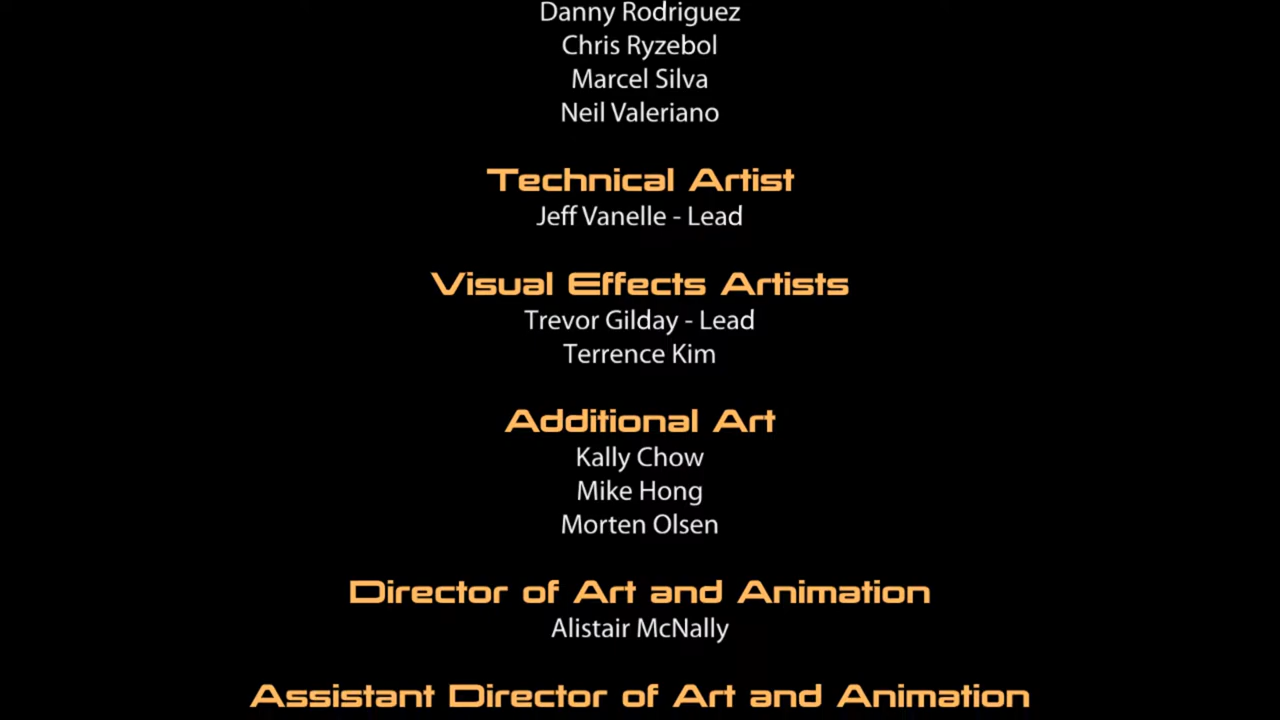 Danny Rodriguez
Chris Ryzebol
Marcel Silva
Neil Valeriano
Technical Artist
Jeff Vanelle - Lead
Visual Effects Artists
Trevor Gilday - Lead
Terrence Kim
Additional Art
Kally Chow
Mike Hong
Morten Olsen
Director of Art and Animation
Alistair McNally
Assistant Director of Art and Animation